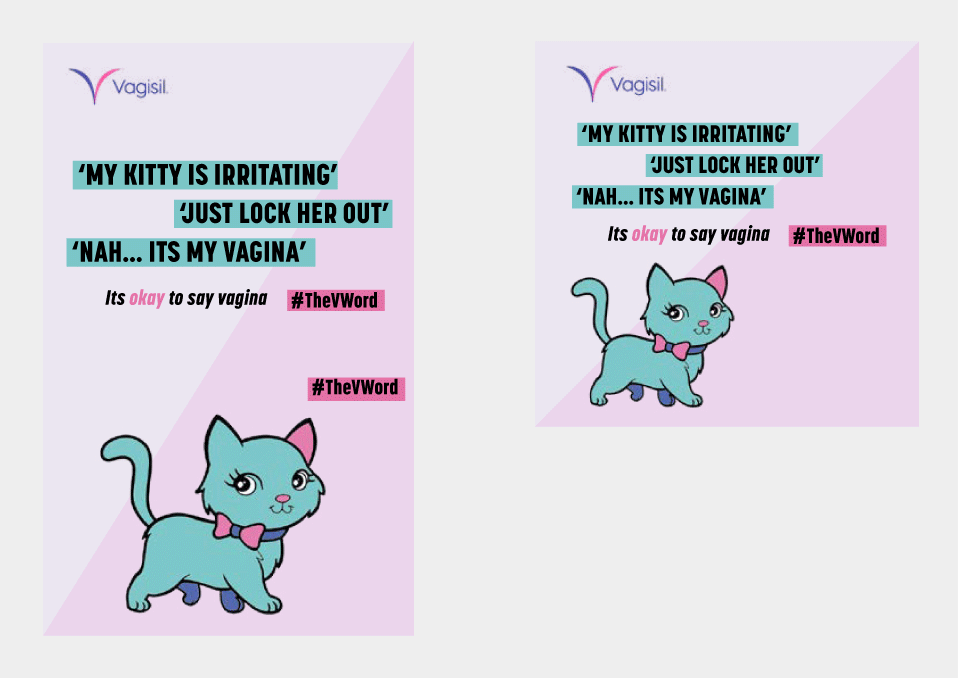 Vagisil
‘MY KITTY IS IRRITATING’
‘JUST LOCK HER OUT’
‘NAH... ITS MY VAGINA’
Its okay to say vagina #TheVWord
#TheVWord
Vagisil
‘MY KITTY IS IRRITATING’
‘JUST LOCK HER OUT’
‘NAH... ITS MY VAGINA’
Its okay to say vagina #TheVWord